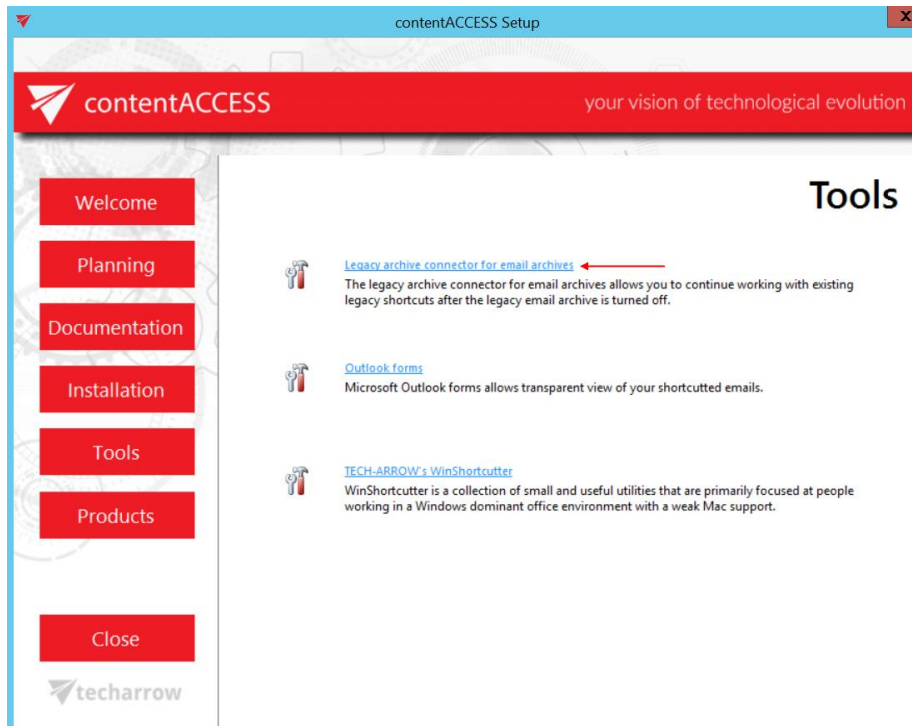 contentACCESS Setup
X
contentACCESS
your vision of technological evolution
Welcome
Planning
Documentation
Installation
Tools
Products
Close
techarrow
Tools
Legacy archive connector for email archives
The legacy archive connector for email archives allows you to continue working with existing
legacy shortcuts after the legacy email archive is turned off.
Outlook forms
Microsoft Outlook forms allows transparent view of your shortcutted emails.
TECH-ARROW's WinShortcutter
WinShortcutter is a collection of small and useful utilities that are primarily focused at people
working in a Windows dominant office environment with a weak Mac support.